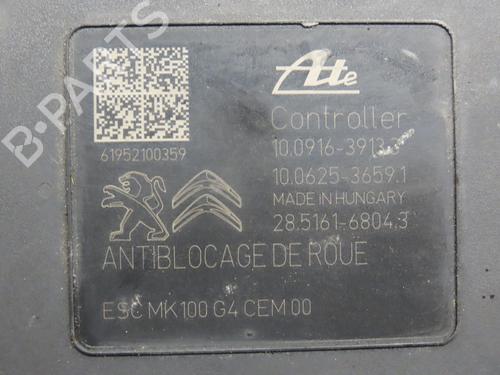 Ate
Controller
61952100359
10.0916-3913.
10.0625-3659.1
MADE IN HUNGARY
28.5161-6804.3
ANTIBLOCAGE DE ROUE
ESC MK100 G4 CEM 00
B-PARTS